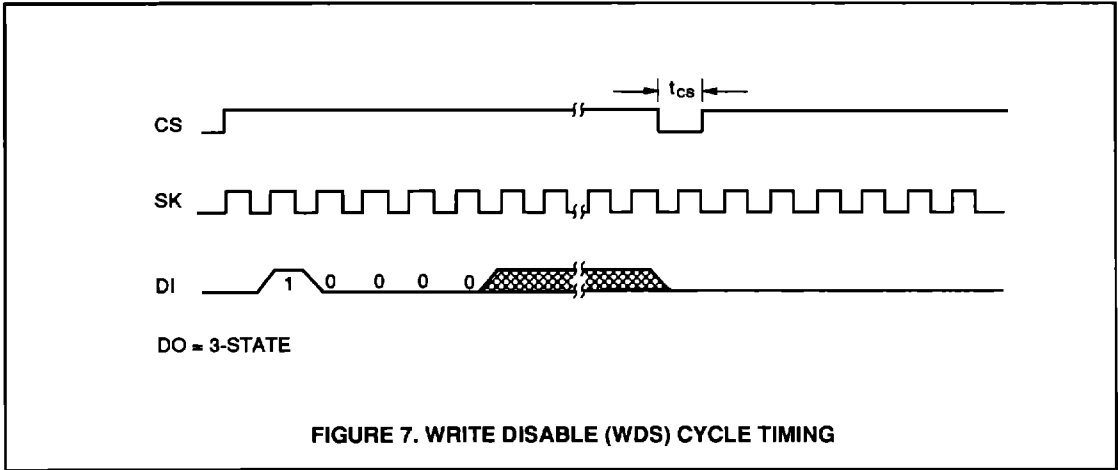 tCS
CS
SK
DI 1 0 0 0 0
DO = 3-STATE
FIGURE 7. WRITE DISABLE (WDS) CYCLE TIMING